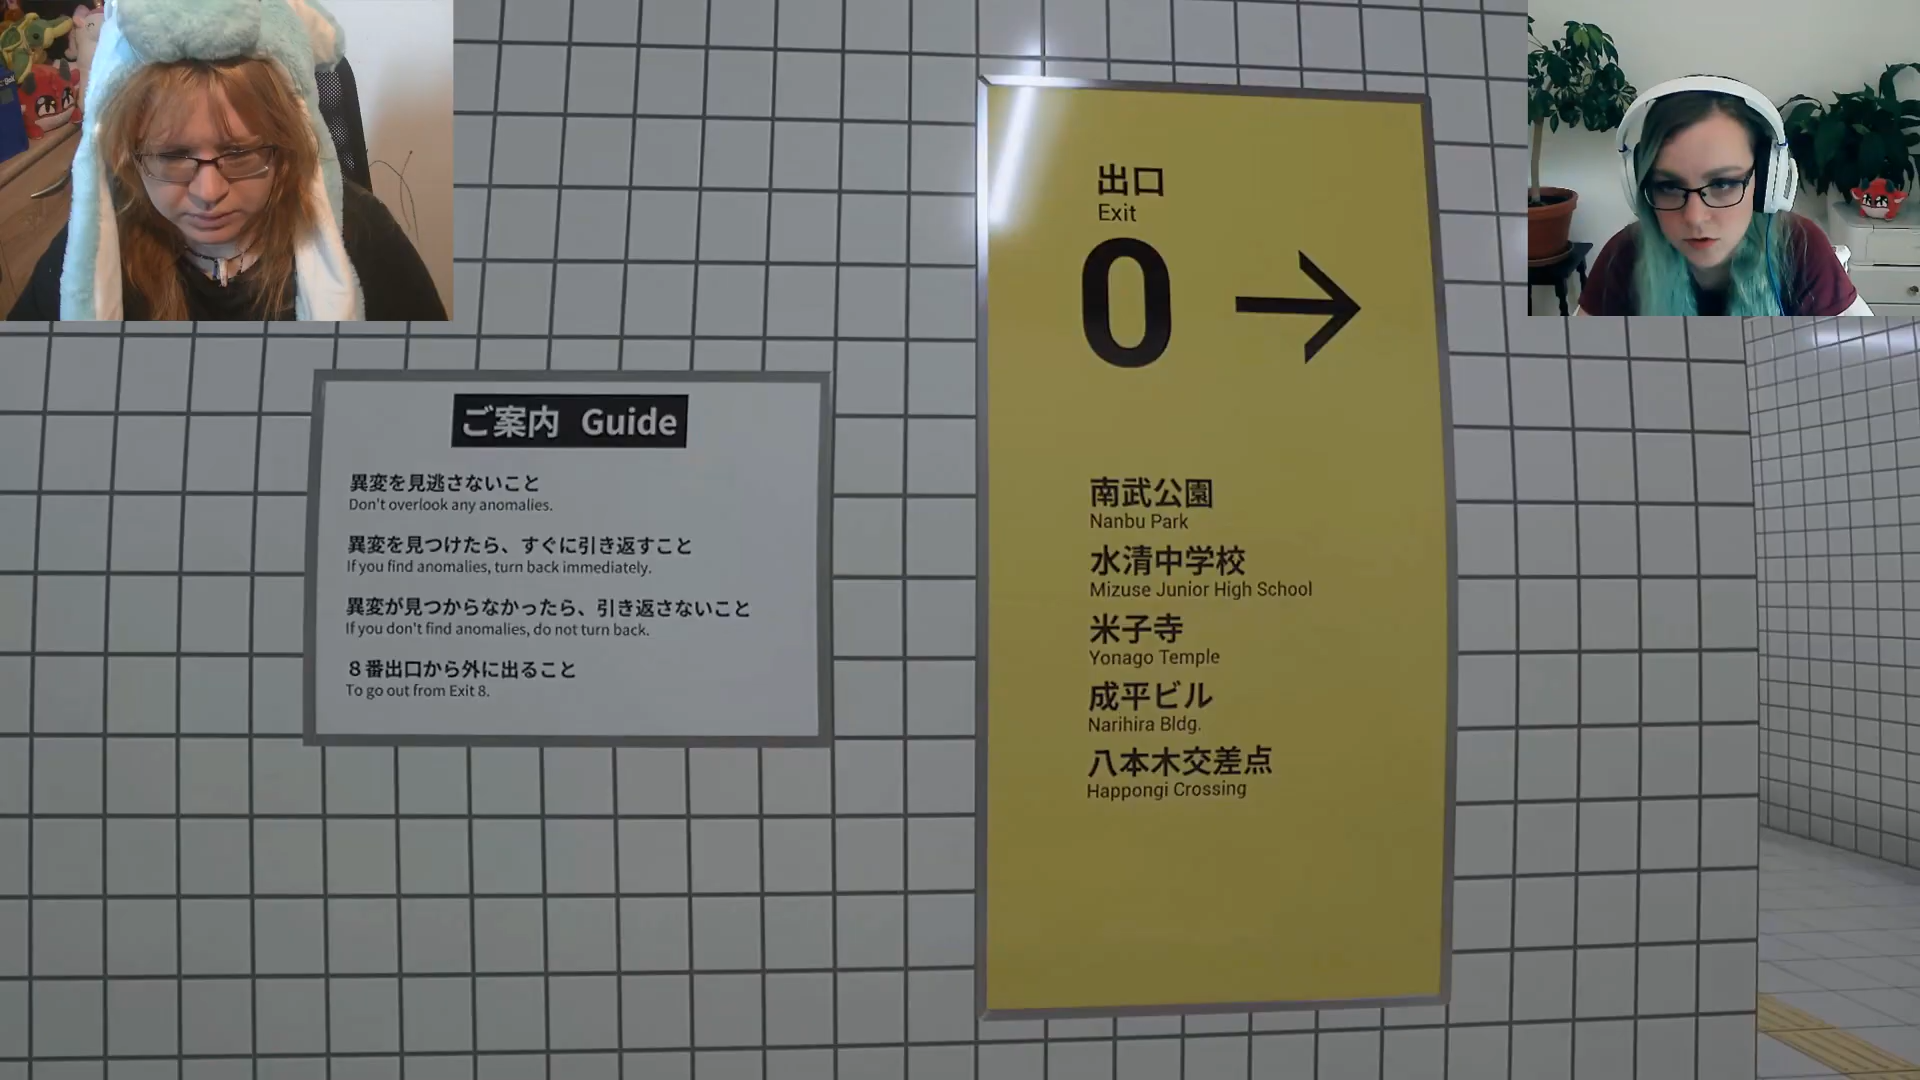 ご案内 Guide
異変を見逃さないこと
Don't overlook any anomalies.
異変を見つけたら、すぐに引き返すこと
If you find anomalies, turn back immediately.
異変が見つからなかったら、引き返さないこと
If you don't find anomalies, do not turn back.
8番出口から外に出ること
To go out from Exit 8.
出口
Exit
0 →
南武公園
Nanbu Park
水清中学校
Mizuse Junior High School
米子寺
Yonago Temple
成平ビル
Narihira Bldg.
八本木交差点
Happongi Crossing